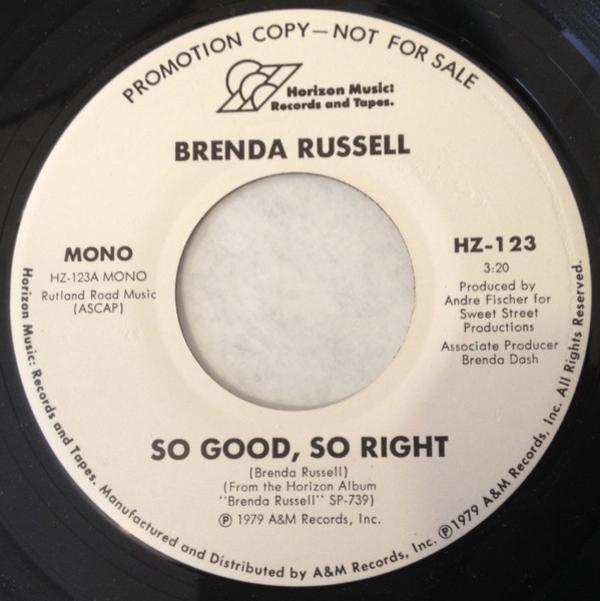 PROMOTION COPY—NOT FOR SALE
Horizon Music:
Records and Tapes.
BRENDA RUSSELL
MONO
HZ-123A MONO
Rutland Road Music
(ASCAP)
HZ-123
3:20
Produced by
Andre Fischer for
Sweet Street
Productions
Associate Producer
Brenda Dash
SO GOOD, SO RIGHT
(Brenda Russell)
(From the Horizon Album
"Brenda Russell" SP-739)
℗ 1979 A&M Records, Inc.
Horizon Music: Records and Tapes. Manufactured and Distributed by A&M Records, Inc. ℗1979 A&M Records, Inc. All Rights Reserved.